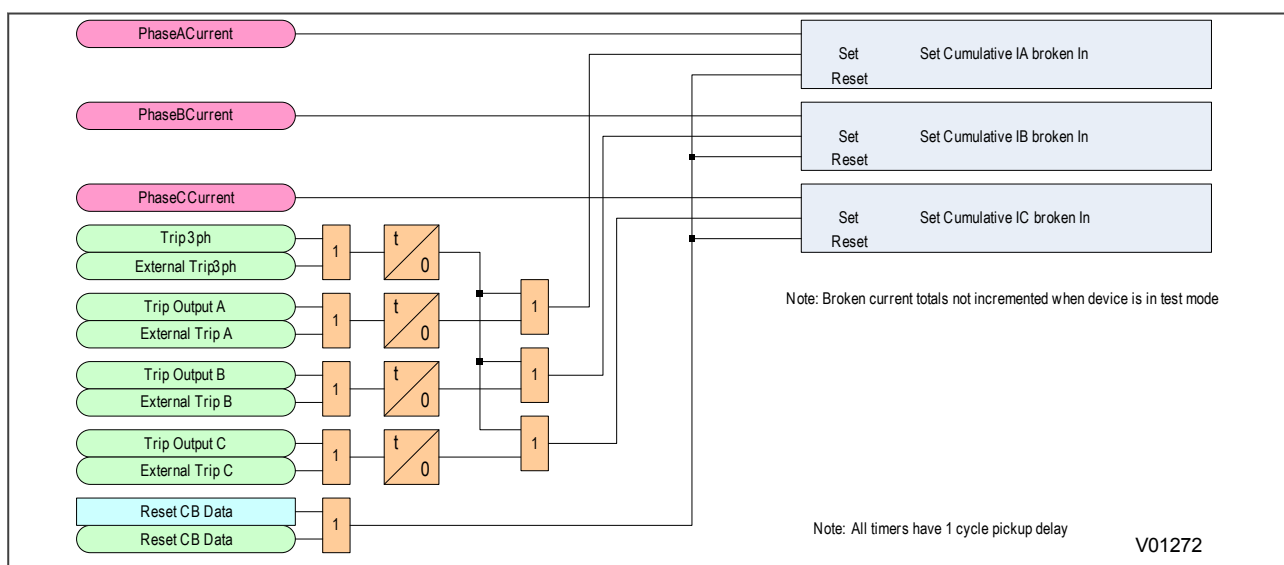 PhaseACurrent
Set Set Cumulative IA broken In
Reset
PhaseBCurrent
Set Set Cumulative IB broken In
Reset
PhaseCCurrent
Set Set Cumulative IC broken In
Reset
Trip3ph
External Trip3ph
1
t
0
Trip Output A
External Trip A
1
t
0
1
Note: Broken current totals not incremented when device is in test mode
Trip Output B
External Trip B
1
t
0
1
Trip Output C
External Trip C
1
t
0
1
Reset CB Data
Reset CB Data
1
Note: All timers have 1 cycle pickup delay
V01272